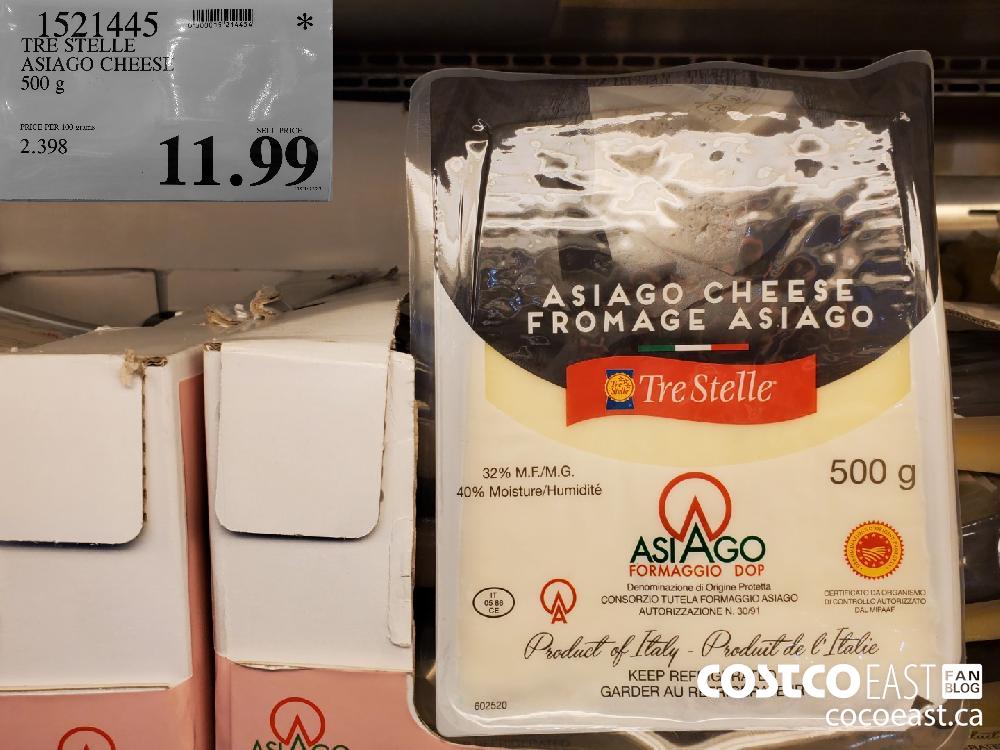 1521445
*
TRE STELLE
ASIAGO CHEESE
500 g
PRICE PER 100 grams
2.398
SELL PRICE
11.99
ASIAGO CHEESE
FROMAGE ASIAGO
Tre Stelle
32% M.F./M.G.
40% Moisture/Humidité
500 g
ASIAGO
FORMAGGIO DOP
Denominazione di Origine Protetta
CONSORZIO TUTELA FORMAGGIO ASIAGO
AUTORIZZAZIONE N. 30/91
IT
05 88
CE
CERTIFICATO DA ORGANISMO
DI CONTROLLO AUTORIZZATO
DAL MIPAAF
Product of Italy - Produit de l'Italie
KEEP REFRIGERATED
GARDER AU RÉFRIGÉRATEUR
602520
ASIAGO
COSTCO EAST FAN BLOG
cocoeast.ca